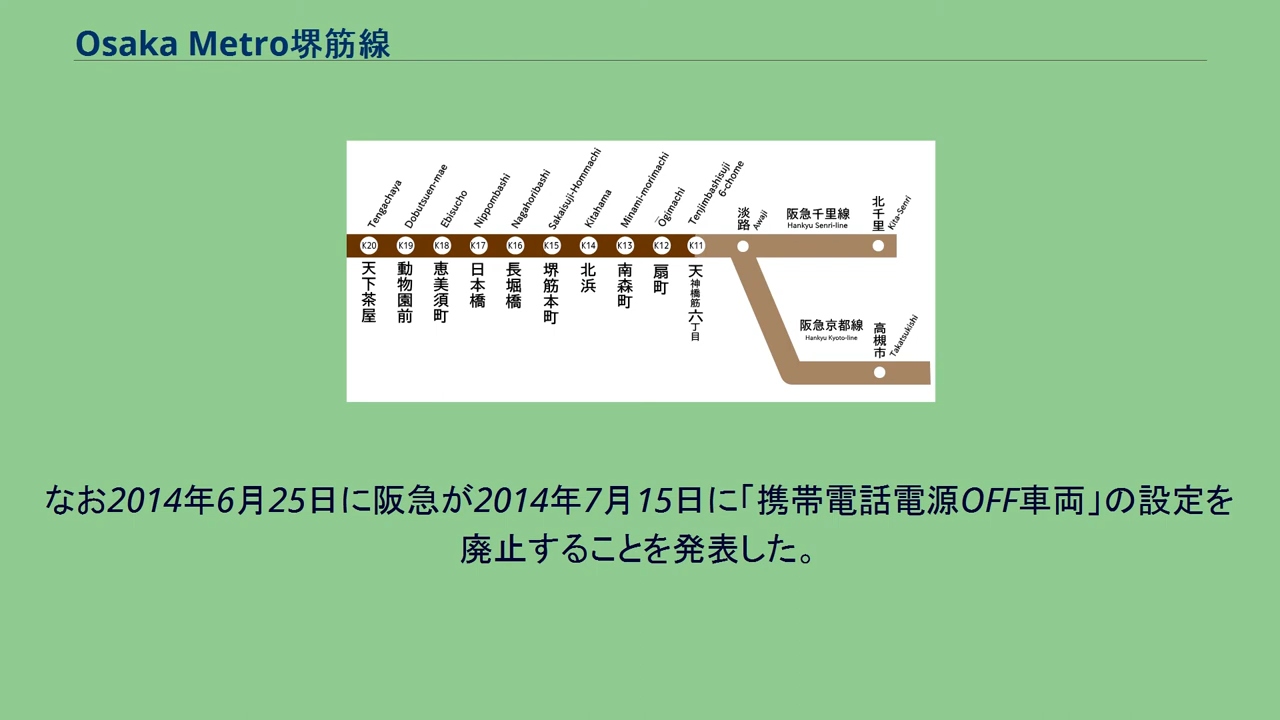 Osaka Metro堺筋線
Tengachaya
Dobutsuen-mae
Ebisucho
Nippombashi
Nagahoribashi
Sakaisuji-Hommachi
Kitahama
Minami-morimachi
Ōgimachi
Tenjimbashisuji
6-chome
K20
K19
K18
K17
K16
K15
K14
K13
K12
K11
天下茶屋
動物園前
恵美須町
日本橋
長堀橋
堺筋本町
北浜
南森町
扇町
天神橋筋六丁目
淡路
Awaji
阪急千里線
Hankyu Senri-line
北千里
Kita-Senri
阪急京都線
Hankyu Kyoto-line
高槻市
Takatsukishi
なお2014年6月25日に阪急が2014年7月15日に「携帯電話電源OFF車両」の設定を
廃止することを発表した。